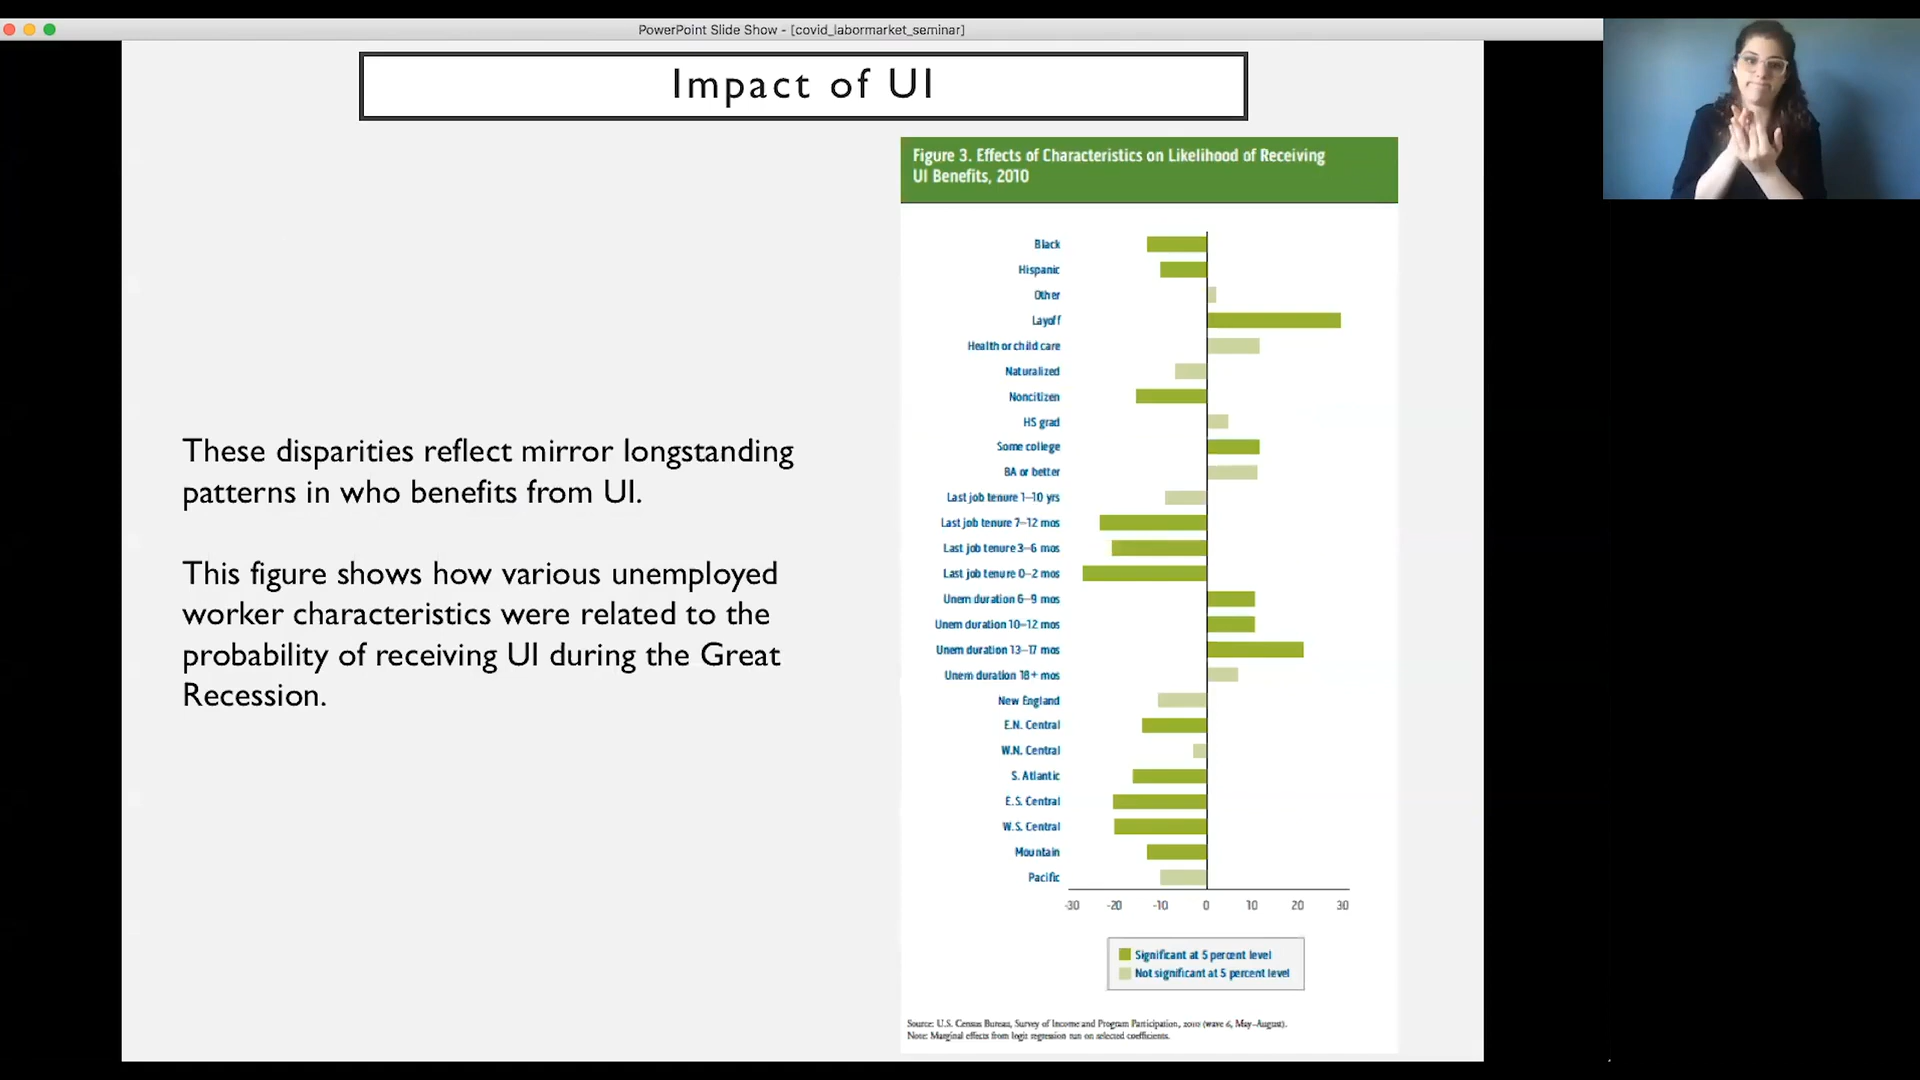 PowerPoint Slide Show - [covid_labormarket_seminar]
Impact of UI
These disparities reflect mirror longstanding
patterns in who benefits from UI.
This figure shows how various unemployed
worker characteristics were related to the
probability of receiving UI during the Great
Recession.
Figure 3. Effects of Characteristics on Likelihood of Receiving
UI Benefits, 2010
Black
Hispanic
Other
Layoff
Health or child care
Naturalized
Noncitizen
HS grad
Some college
BA or better
Last job tenure 1–10 yrs
Last job tenure 7–12 mos
Last job tenure 3–6 mos
Last job tenure 0–2 mos
Unem duration 6–9 mos
Unem duration 10–12 mos
Unem duration 13–17 mos
Unem duration 18+ mos
New England
E.N. Central
W.N. Central
S. Atlantic
E.S. Central
W.S. Central
Mountain
Pacific
-30 -20 -10 0 10 20 30
Significant at 5 percent level
Not significant at 5 percent level
Source: U.S. Census Bureau, Survey of Income and Program Participation, 2010 (wave 6, May–August).
Note: Marginal effects from logit regression run on selected coefficients.